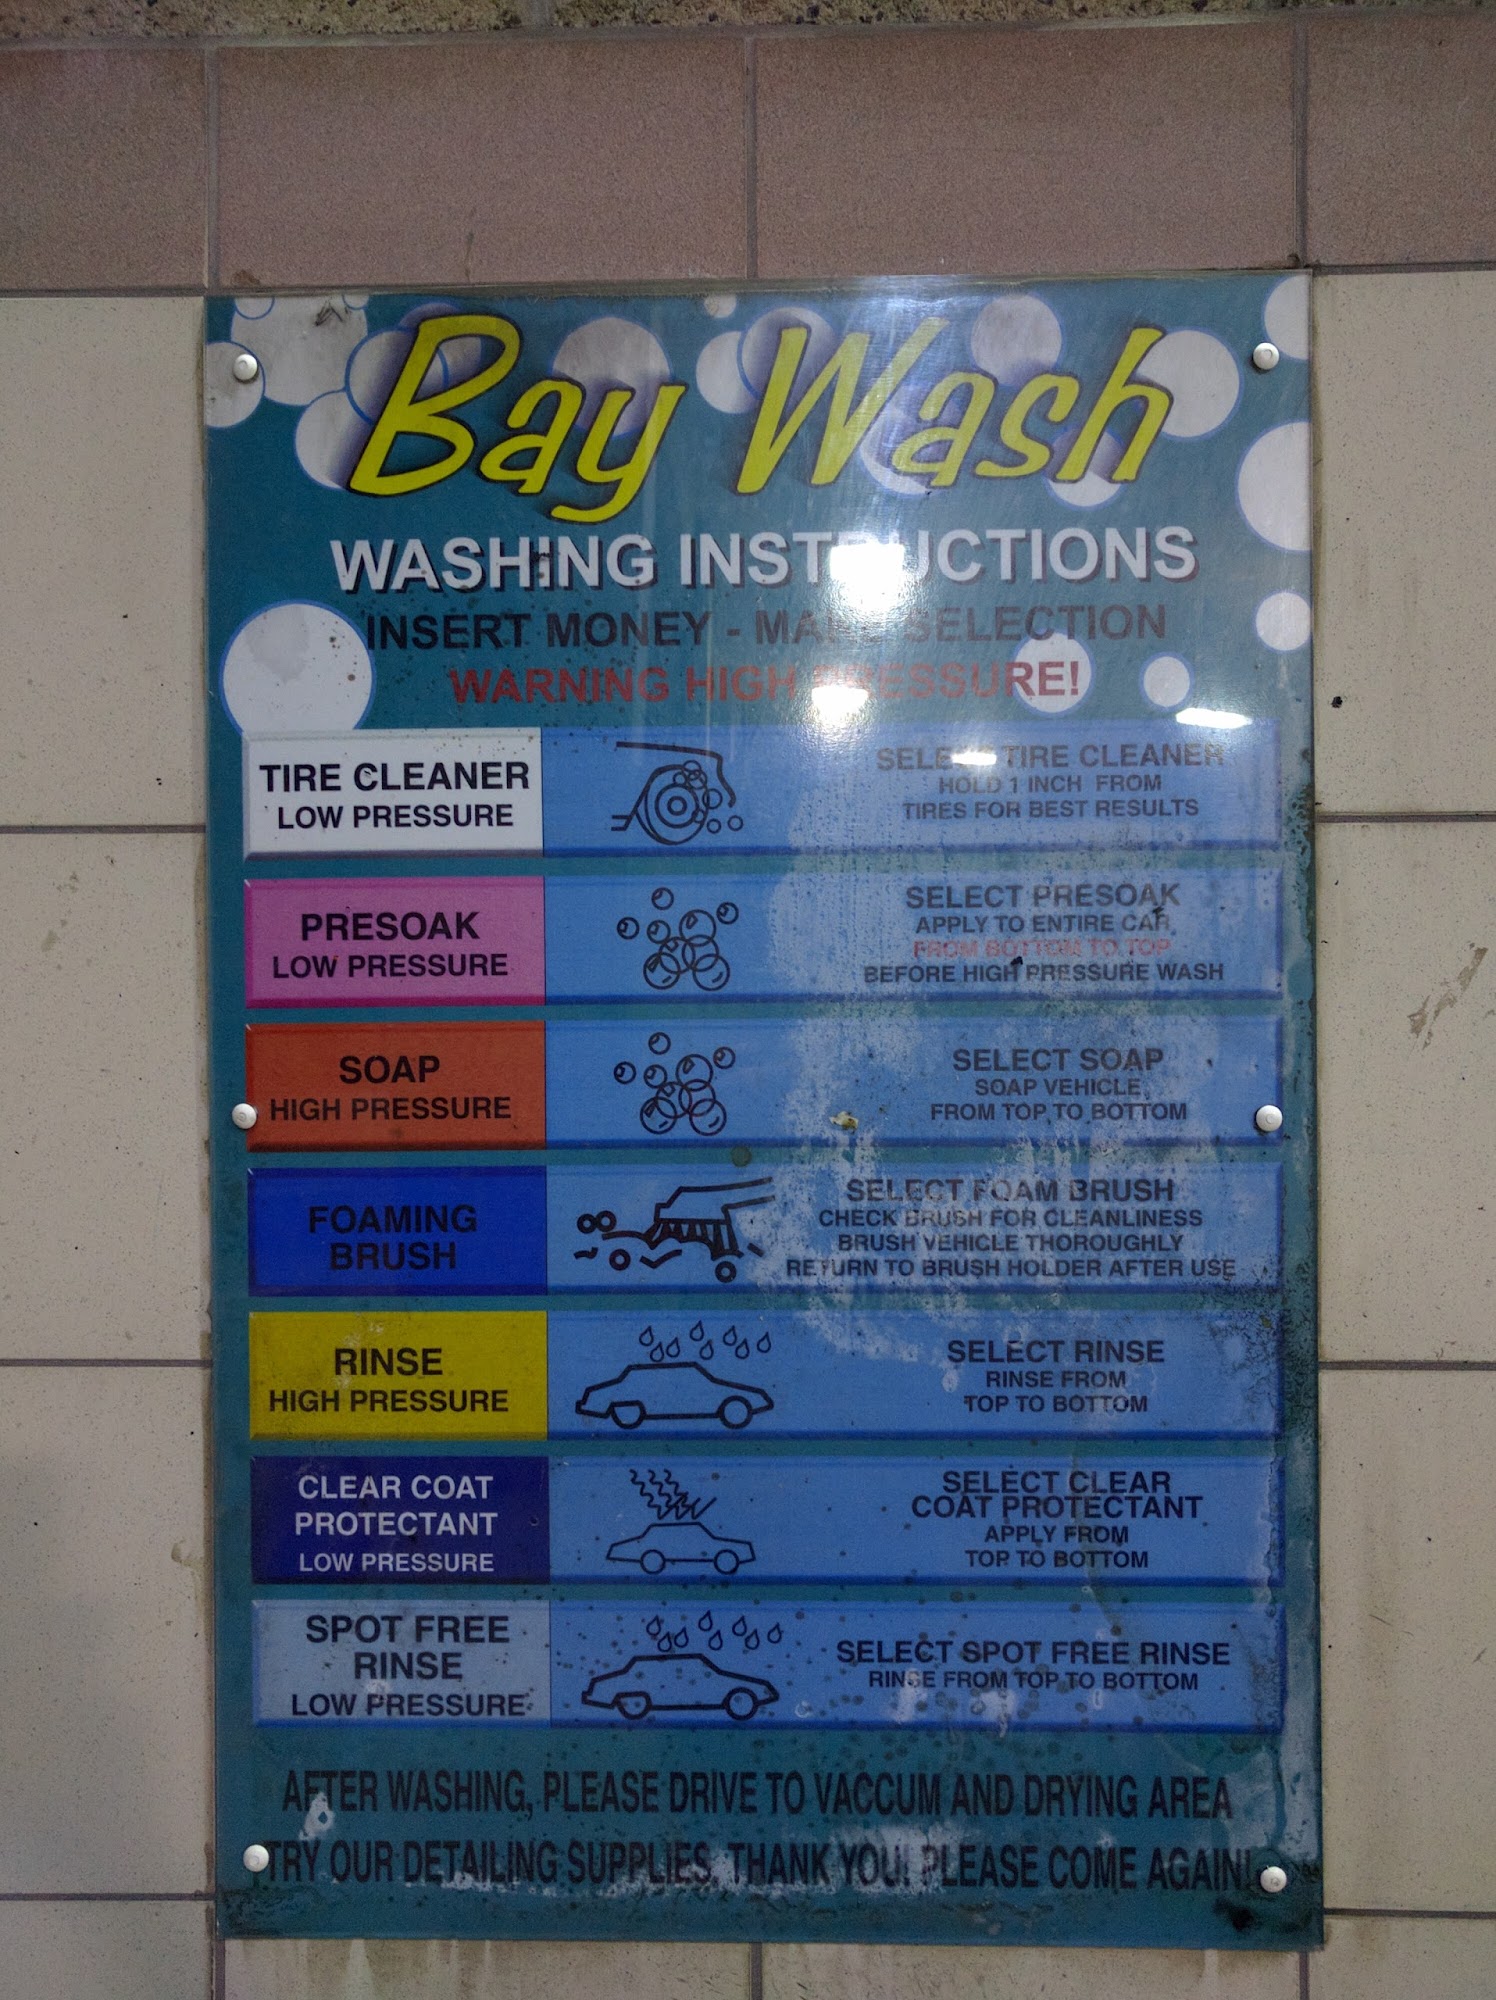 Bay Wash
WASHING INSTRUCTIONS
INSERT MONEY - MAKE SELECTION
WARNING HIGH PRESSURE!
TIRE CLEANER
LOW PRESSURE
SELECT TIRE CLEANER
HOLD 1 INCH FROM
TIRES FOR BEST RESULTS
PRESOAK
LOW PRESSURE
SELECT PRESOAK
APPLY TO ENTIRE CAR
FROM BOTTOM TO TOP
BEFORE HIGH PRESSURE WASH
SOAP
HIGH PRESSURE
SELECT SOAP
SOAP VEHICLE
FROM TOP TO BOTTOM
FOAMING
BRUSH
SELECT FOAM BRUSH
CHECK BRUSH FOR CLEANLINESS
BRUSH VEHICLE THOROUGHLY
RETURN TO BRUSH HOLDER AFTER USE
RINSE
HIGH PRESSURE
SELECT RINSE
RINSE FROM
TOP TO BOTTOM
CLEAR COAT
PROTECTANT
LOW PRESSURE
SELECT CLEAR
COAT PROTECTANT
APPLY FROM
TOP TO BOTTOM
SPOT FREE
RINSE
LOW PRESSURE
SELECT SPOT FREE RINSE
RINSE FROM TOP TO BOTTOM
AFTER WASHING, PLEASE DRIVE TO VACCUM AND DRYING AREA
TRY OUR DETAILING SUPPLIES. THANK YOU! PLEASE COME AGAIN!